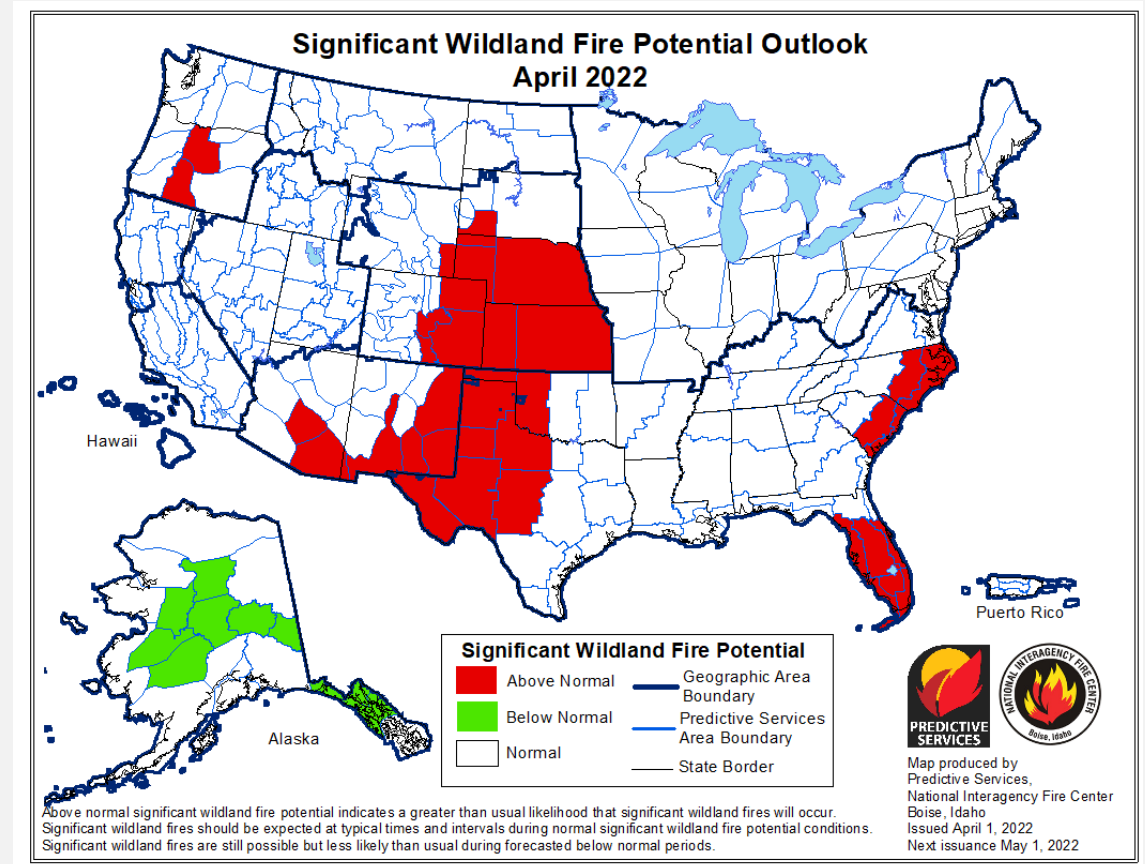 Significant Wildland Fire Potential Outlook
April 2022
Hawaii
Alaska
Puerto Rico
Significant Wildland Fire Potential
Above Normal
Below Normal
Normal
Geographic Area
Boundary
Predictive Services
Area Boundary
State Border
PREDICTIVE
SERVICES
NATIONAL INTERAGENCY FIRE CENTER
Boise, Idaho
Map produced by
Predictive Services,
National Interagency Fire Center
Boise, Idaho
Issued April 1, 2022
Next issuance May 1, 2022
Above normal significant wildland fire potential indicates a greater than usual likelihood that significant wildland fires will occur.
Significant wildland fires should be expected at typical times and intervals during normal significant wildland fire potential conditions.
Significant wildland fires are still possible but less likely than usual during forecasted below normal periods.